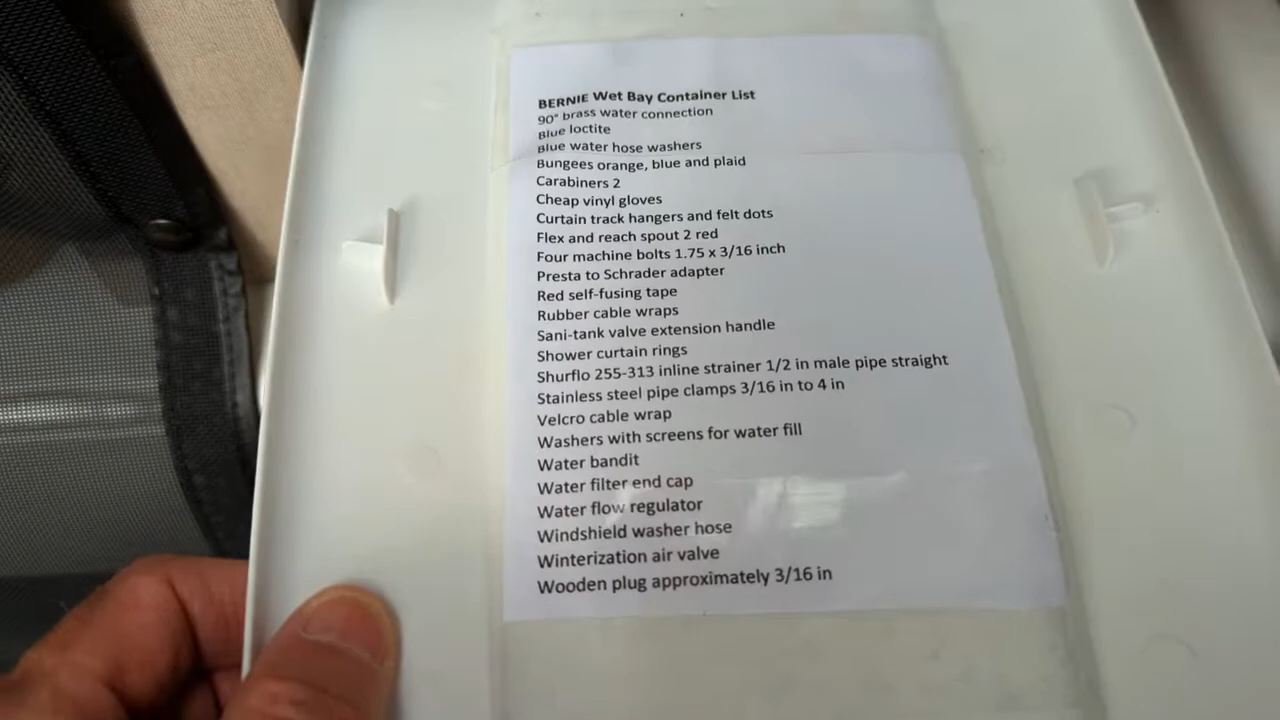 BERNIE Wet Bay Container List
90° brass water connection
Blue loctite
Blue water hose washers
Bungees orange, blue and plaid
Carabiners 2
Cheap vinyl gloves
Curtain track hangers and felt dots
Flex and reach spout 2 red
Four machine bolts 1.75 x 3/16 inch
Presta to Schrader adapter
Red self-fusing tape
Rubber cable wraps
Sani-tank valve extension handle
Shower curtain rings
Shurflo 255-313 inline strainer 1/2 in male pipe straight
Stainless steel pipe clamps 3/16 in to 4 in
Velcro cable wrap
Washers with screens for water fill
Water bandit
Water filter end cap
Water flow regulator
Windshield washer hose
Winterization air valve
Wooden plug approximately 3/16 in